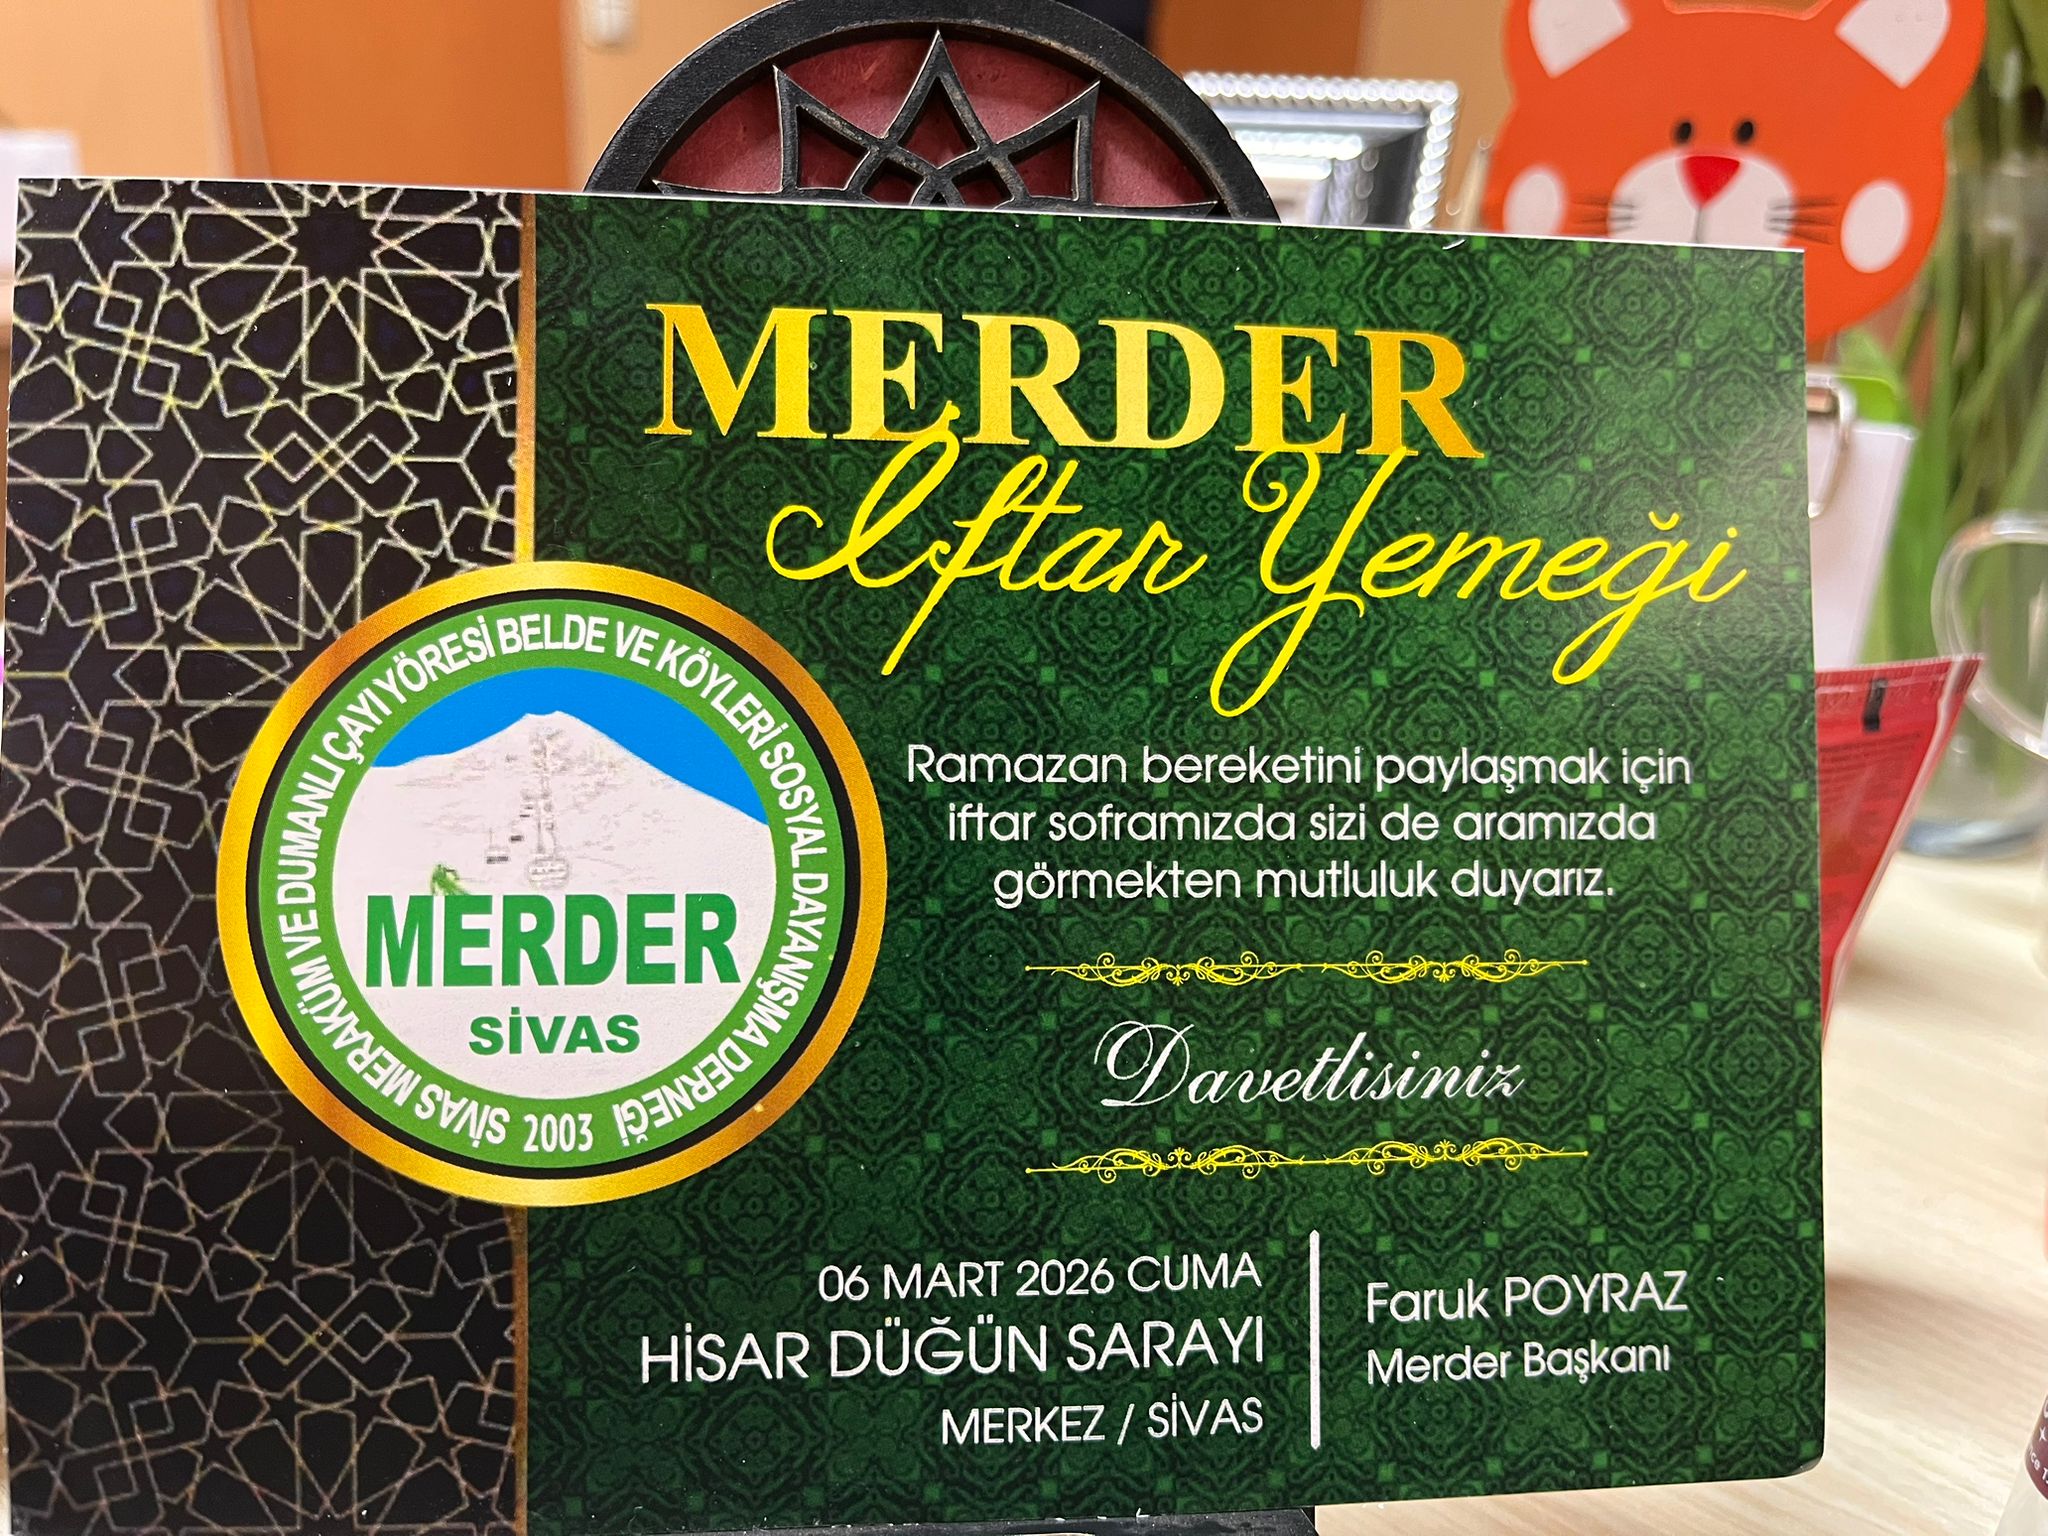 MERDER
İftar Yemeği
Ramazan bereketini paylaşmak için
iftar soframızda sizi de aramızda
görmekten mutluluk duyarız.
Davetlisiniz
06 MART 2026 CUMA
HİSAR DÜĞÜN SARAYI
MERKEZ / SİVAS
Faruk POYRAZ
Merder Başkanı
SİVAS MERAKÜM VE DUMANLI ÇAYI YÖRESİ BELDE VE KÖYLERİ SOSYAL DAYANIŞMA DERNEĞİ
2003
MERDER
SİVAS